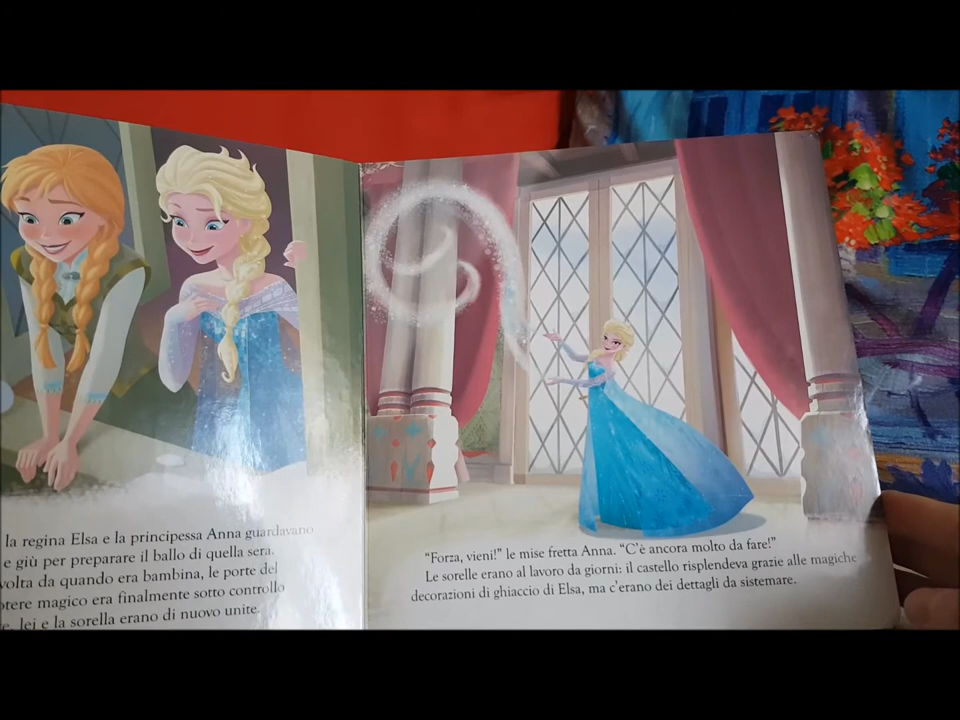 la regina Elsa e la principessa Anna guardavano
e giù per preparare il ballo di quella sera.
volta da quando era bambina, le porte del
potere magico era finalmente sotto controllo
e, lei e la sorella erano di nuovo unite.
“Forza, vieni!” le mise fretta Anna. “C’è ancora molto da fare!”
Le sorelle erano al lavoro da giorni: il castello risplendeva grazie alle magiche
decorazioni di ghiaccio di Elsa, ma c’erano dei dettagli da sistemare.